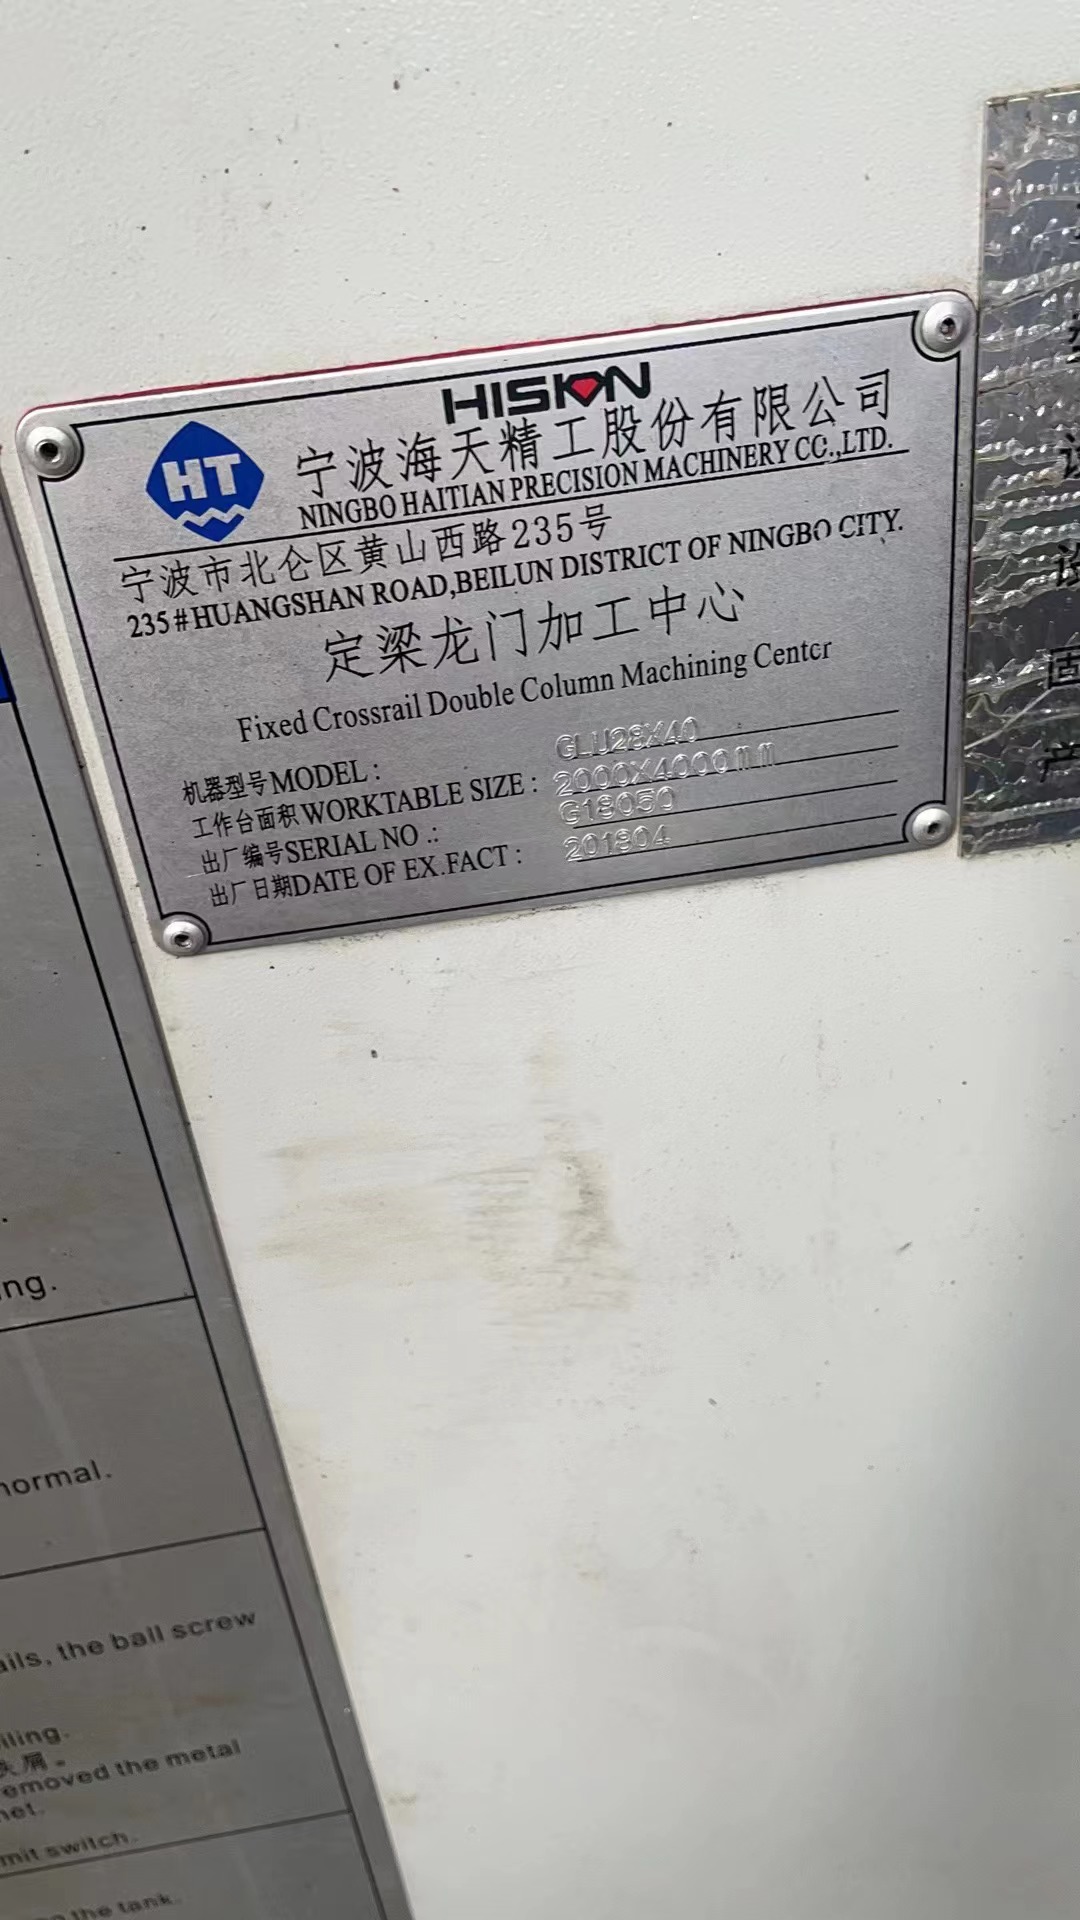 HISION
HT
宁波海天精工股份有限公司
NINGBO HAITIAN PRECISION MACHINERY CO.,LTD.
宁波市北仑区黄山西路235号
235#HUANGSHAN ROAD,BEILUN DISTRICT OF NINGBO CITY.
定梁龙门加工中心
Fixed Crossrail Double Column Machining Center
机器型号MODEL: GLU28X40
工作台面积WORKTABLE SIZE: 2000X4000
出厂编号SERIAL NO.: G18050
出厂日期DATE OF EX.FACT: 201804
设
固
产
ng.
normal.
ails, the ball screw
iling.
头屑。
emoved the metal
net.
mit switch.
the tank.